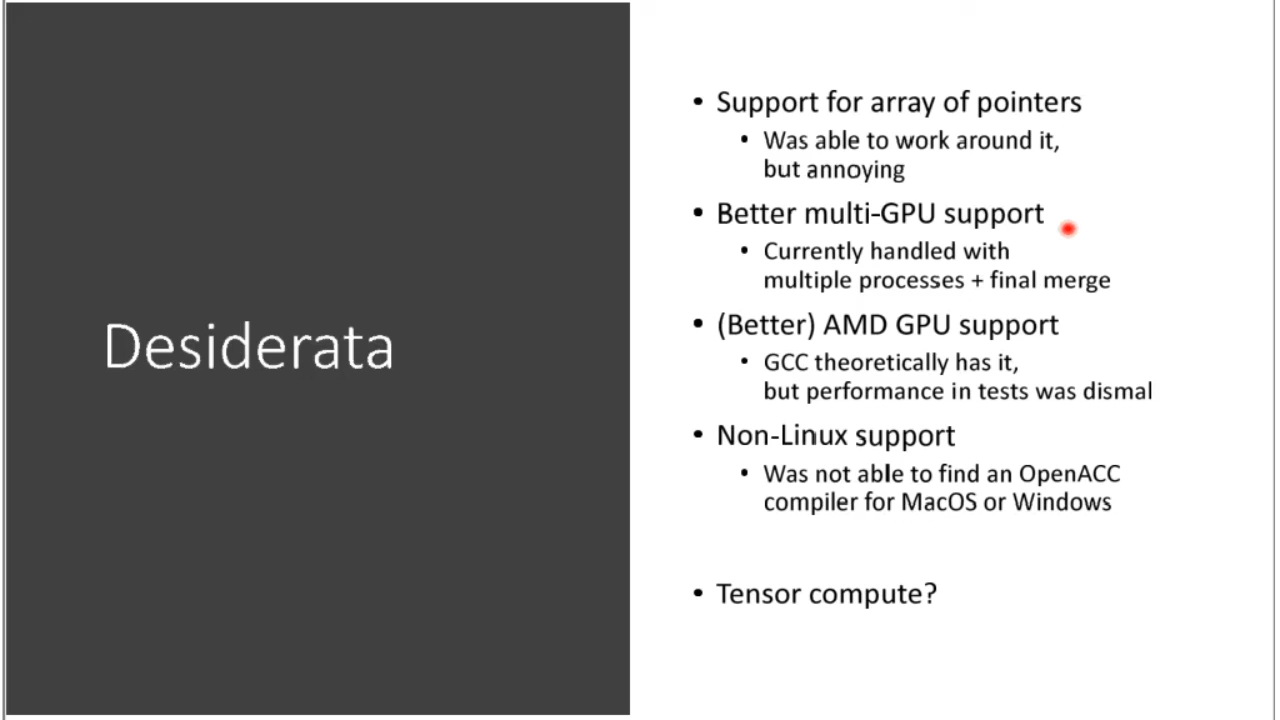 Desiderata
• Support for array of pointers
• Was able to work around it,
but annoying
• Better multi-GPU support
• Currently handled with
multiple processes + final merge
• (Better) AMD GPU support
• GCC theoretically has it,
but performance in tests was dismal
• Non-Linux support
• Was not able to find an OpenACC
compiler for MacOS or Windows
• Tensor compute?